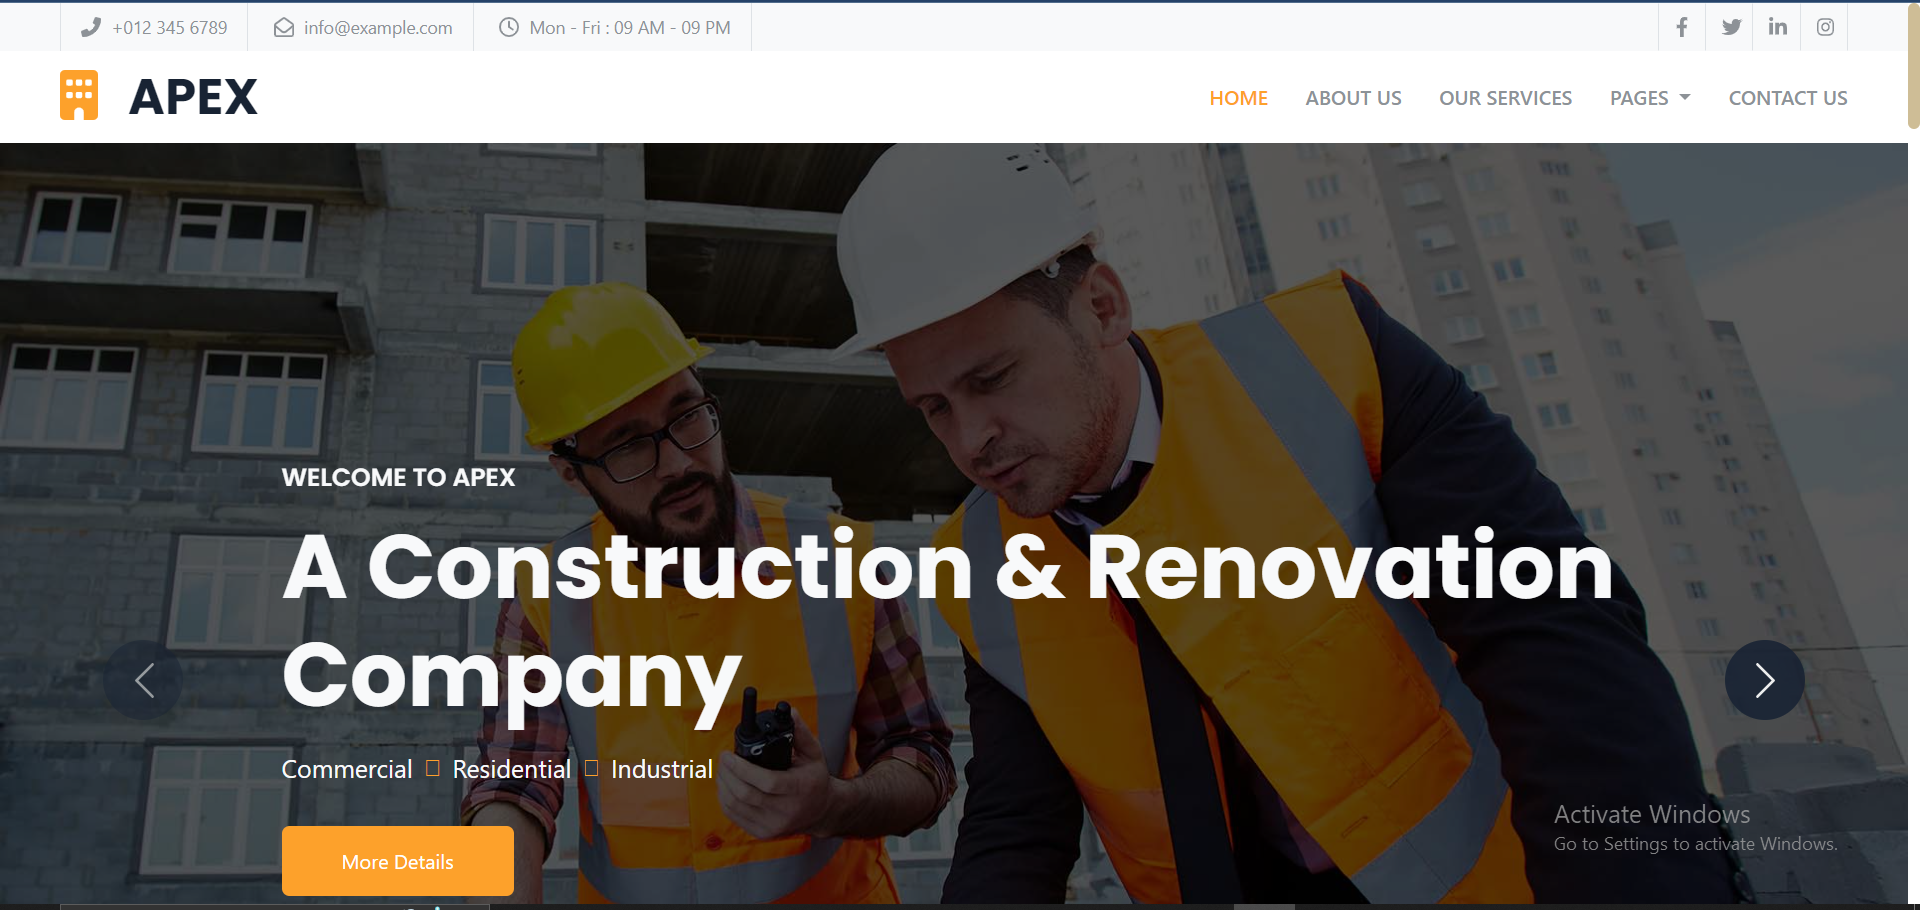 +012 345 6789
info@example.com
Mon - Fri : 09 AM - 09 PM
APEX
HOME
ABOUT US
OUR SERVICES
PAGES
CONTACT US
WELCOME TO APEX
A Construction & Renovation
Company
Commercial Residential Industrial
More Details
Activate Windows
Go to Settings to activate Windows.